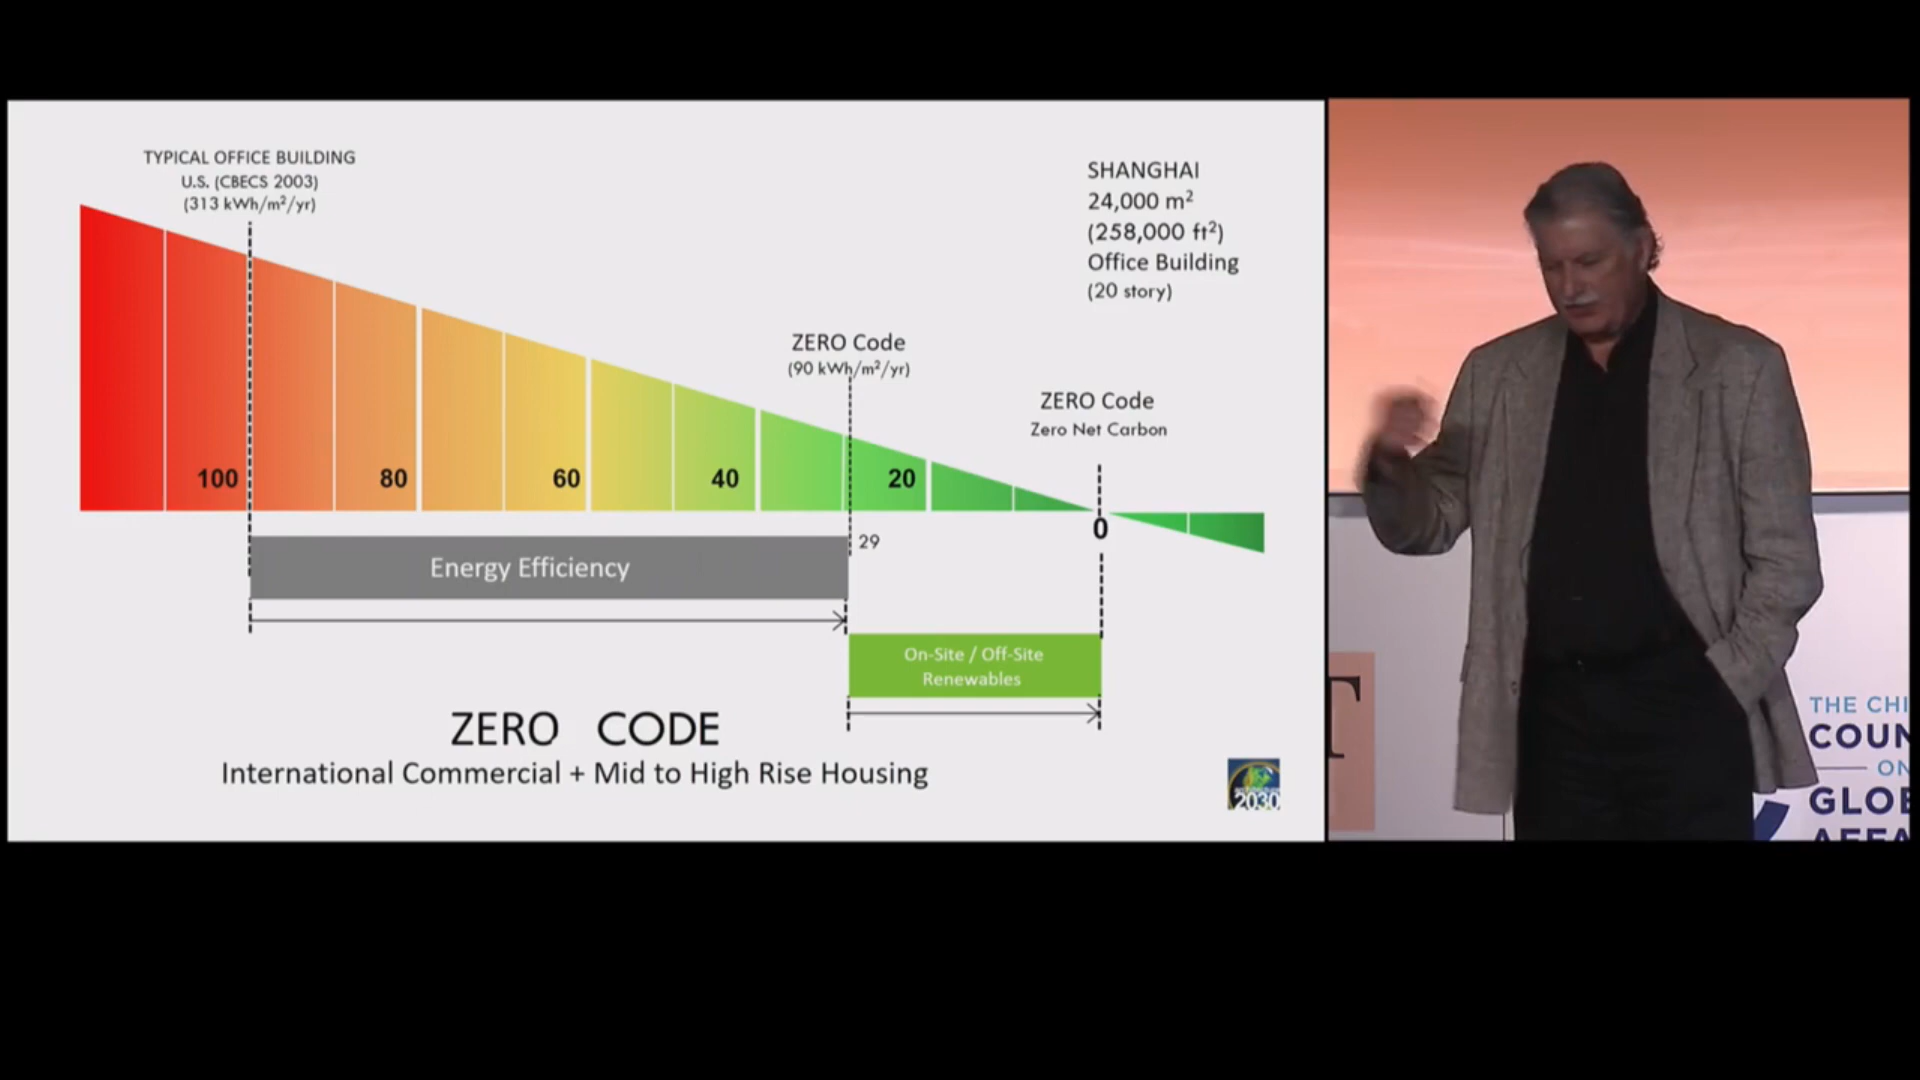 TYPICAL OFFICE BUILDING
U.S. (CBECS 2003)
(313 kWh/m²/yr)
SHANGHAI
24,000 m²
(258,000 ft²)
Office Building
(20 story)
ZERO Code
(90 kWh/m²/yr)
ZERO Code
Zero Net Carbon
100 80 60 40 20
0
29
Energy Efficiency
On-Site / Off-Site
Renewables
ZERO CODE
International Commercial + Mid to High Rise Housing
2030
T
THE CHI
COUN
ON
GLOB
AFFA